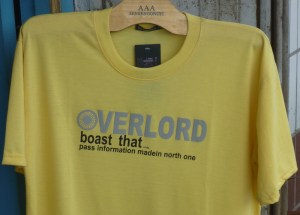 AAA
OVERLORD
boast that...
pass information madein north one